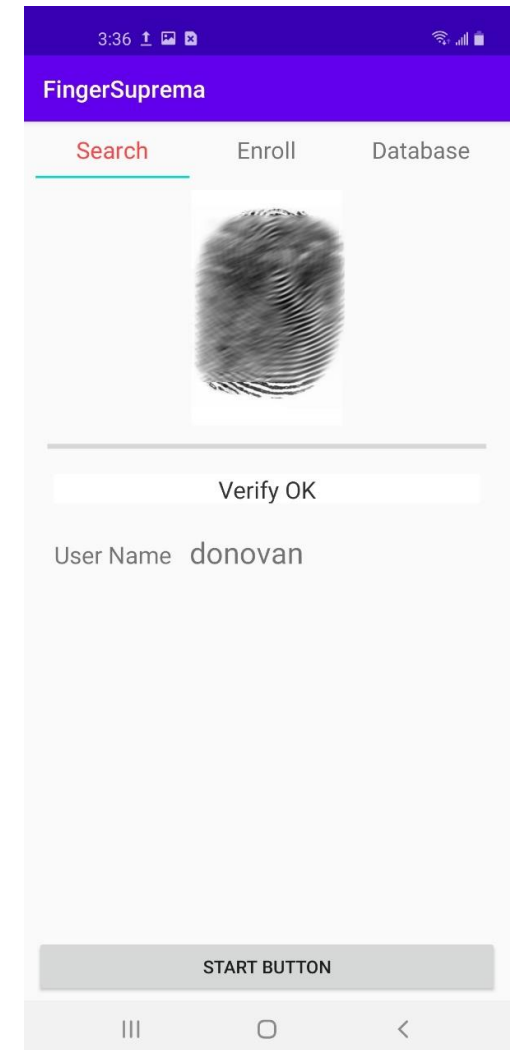 3:36
FingerSuprema
Search Enroll Database
Verify OK
User Name donovan
START BUTTON